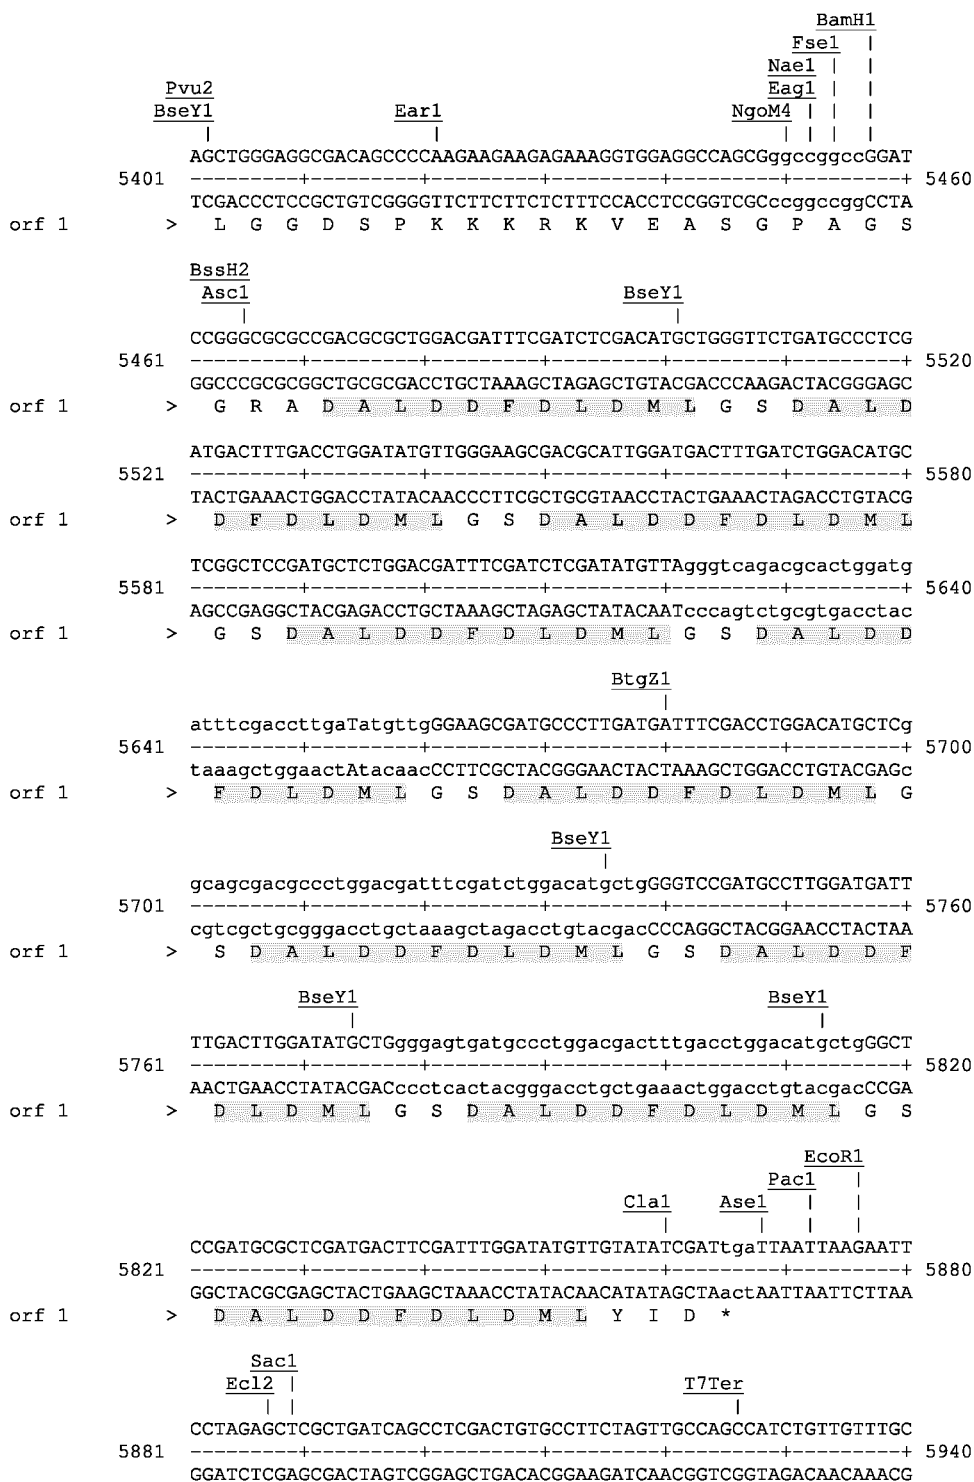 BamH1
Fse1 |
Nae1 | |
Pvu2 Eag1 | |
BseY1 Ear1 NgoM4 | | |
| | | | | |
AGCTGGGAGGCGACAGCCCCAAGAAGAAGAGAAAGGTGGAGGCCAGCGGgccggccGGAT
5401 ---------+---------+---------+---------+---------+---------+ 5460
TCGACCCTCCGCTGTCGGGGTTCTTCTTCTCTTTCCACCTCCGGTCGCccggccggCCTA
orf 1 > L G G D S P K K K R K V E A S G P A G S
BssH2
Asc1 BseY1
| |
CCGGGCGCGCCGACGCGCTGGACGATTTCGATCTCGACATGCTGGGTTCTGATGCCCTCG
5461 ---------+---------+---------+---------+---------+---------+ 5520
GGCCCGCGCGGCTGCGCGACCTGCTAAAGCTAGAGCTGTACGACCCAAGACTACGGGAGC
orf 1 > G R A D A L D D F D L D M L G S D A L D
ATGACTTTGACCTGGATATGTTGGGAAGCGACGCATTGGATGACTTTGATCTGGACATGC
5521 ---------+---------+---------+---------+---------+---------+ 5580
TACTGAAACTGGACCTATACAACCCTTCGCTGCGTAACCTACTGAAACTAGACCTGTACG
orf 1 > D F D L D M L G S D A L D D F D L D M L
TCGGCTCCGATGCTCTGGACGATTTCGATCTCGATATGTTAgggtcagacgcactggatg
5581 ---------+---------+---------+---------+---------+---------+ 5640
AGCCGAGGCTACGAGACCTGCTAAAGCTAGAGCTATACAATcccagtctgcgtgacctac
orf 1 > G S D A L D D F D L D M L G S D A L D D
BtgZ1
|
atttcgaccttgaTatgttgGGAAGCGATGCCCTTGATGATTTCGACCTGGACATGCTCg
5641 ---------+---------+---------+---------+---------+---------+ 5700
taaagctggaactAtacaacCCTTCGCTACGGGAACTACTAAAGCTGGACCTGTACGAGc
orf 1 > F D L D M L G S D A L D D F D L D M L G
BseY1
|
gcagcgacgccctggacgatttcgatctggacatgctgGGGTCCGATGCCTTGGATGATT
5701 ---------+---------+---------+---------+---------+---------+ 5760
cgtcgctgcgggacctgctaaagctagacctgtacgacCCCAGGCTACGGAACCTACTAA
orf 1 > S D A L D D F D L D M L G S D A L D D F
BseY1 BseY1
| |
TTGACTTGGATATGCTGgggagtgatgccctggacgactttgacctggacatgctgGGCT
5761 ---------+---------+---------+---------+---------+---------+ 5820
AACTGAACCTATACGACccctcactacgggacctgctgaaactggacctgtacgacCCGA
orf 1 > D L D M L G S D A L D D F D L D M L G S
EcoR1
Pac1 |
Cla1 Ase1 | |
| | | |
CCGATGCGCTCGATGACTTCGATTTGGATATGTTGTATATCGATtgaTTAATTAAGAATT
5821 ---------+---------+---------+---------+---------+---------+ 5880
GGCTACGCGAGCTACTGAAGCTAAACCTATACAACATATAGCTAactAATTAATTCTTAA
orf 1 > D A L D D F D L D M L Y I D *
Sac1
Ecl2 | T7Ter
| | |
CCTAGAGCTCGCTGATCAGCCTCGACTGTGCCTTCTAGTTGCCAGCCATCTGTTGTTTGC
5881 ---------+---------+---------+---------+---------+---------+ 5940
GGATCTCGAGCGACTAGTCGGAGCTGACACGGAAGATCAACGGTCGGTAGACAACAAACG